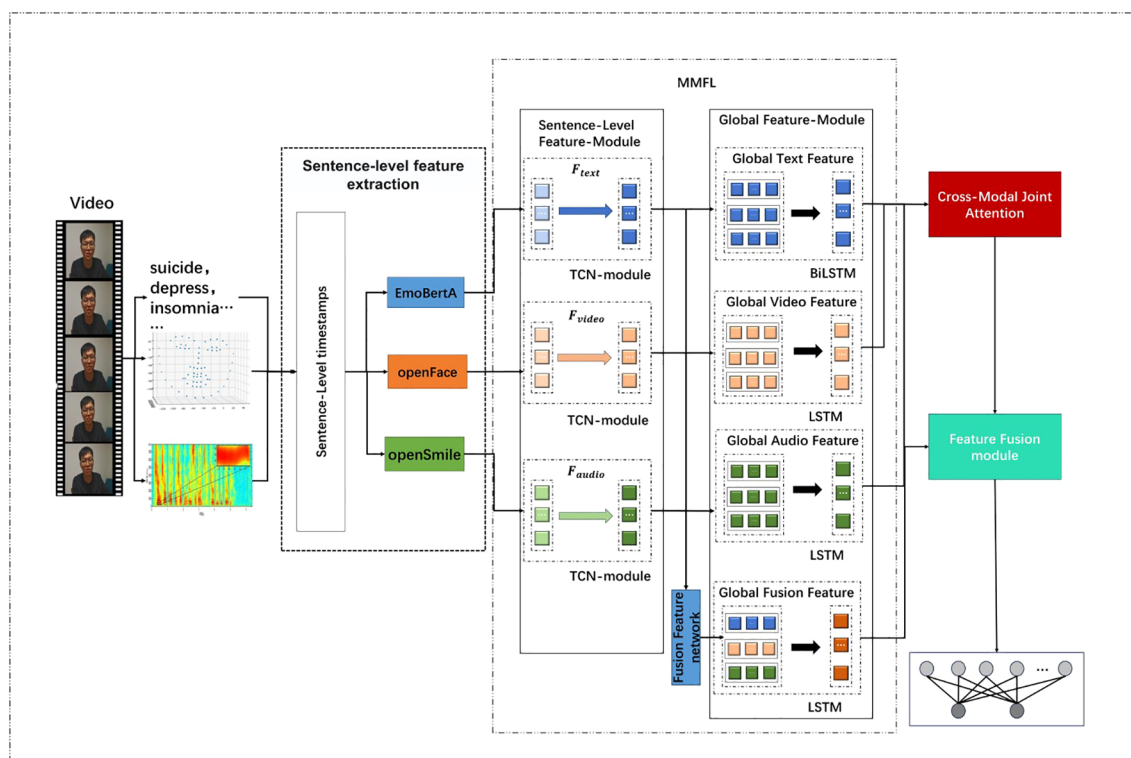 MMFL
Sentence-Level
Feature-Module
Global Feature-Module
Sentence-level feature
extraction
Video
suicide,
depress,
insomnia…
…
Sentence-Level timestamps
EmoBertA
openFace
openSmile
F_text
...
...
TCN-module
F_video
...
TCN-module
F_audio
...
...
TCN-module
Fusion Feature
network
Global Text Feature
...
BiLSTM
Global Video Feature
...
LSTM
Global Audio Feature
...
LSTM
Global Fusion Feature
...
LSTM
Cross-Modal Joint
Attention
Feature Fusion
module
...